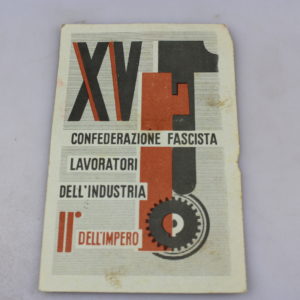 XV
CONFEDERAZIONE FASCISTA
LAVORATORI
DELL'INDUSTRIA
II° DELL'IMPERO